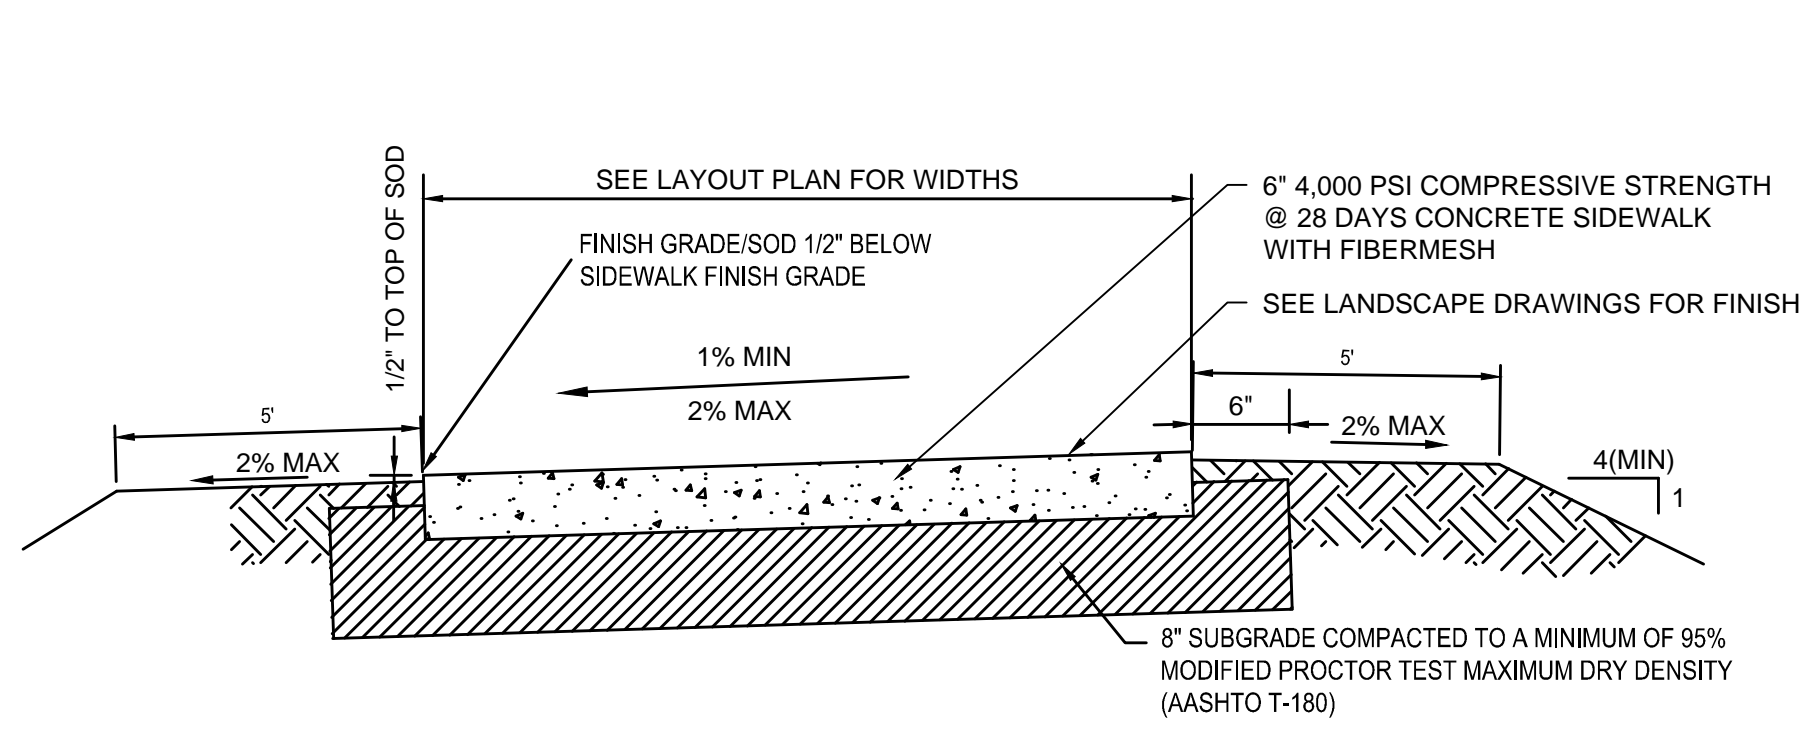 1/2" TO TOP OF SOD
SEE LAYOUT PLAN FOR WIDTHS
6" 4,000 PSI COMPRESSIVE STRENGTH
@ 28 DAYS CONCRETE SIDEWALK
WITH FIBERMESH
FINISH GRADE/SOD 1/2" BELOW
SIDEWALK FINISH GRADE
SEE LANDSCAPE DRAWINGS FOR FINISH
1% MIN
2% MAX
5'
6"
2% MAX
5'
2% MAX
4(MIN)
1
8" SUBGRADE COMPACTED TO A MINIMUM OF 95%
MODIFIED PROCTOR TEST MAXIMUM DRY DENSITY
(AASHTO T-180)